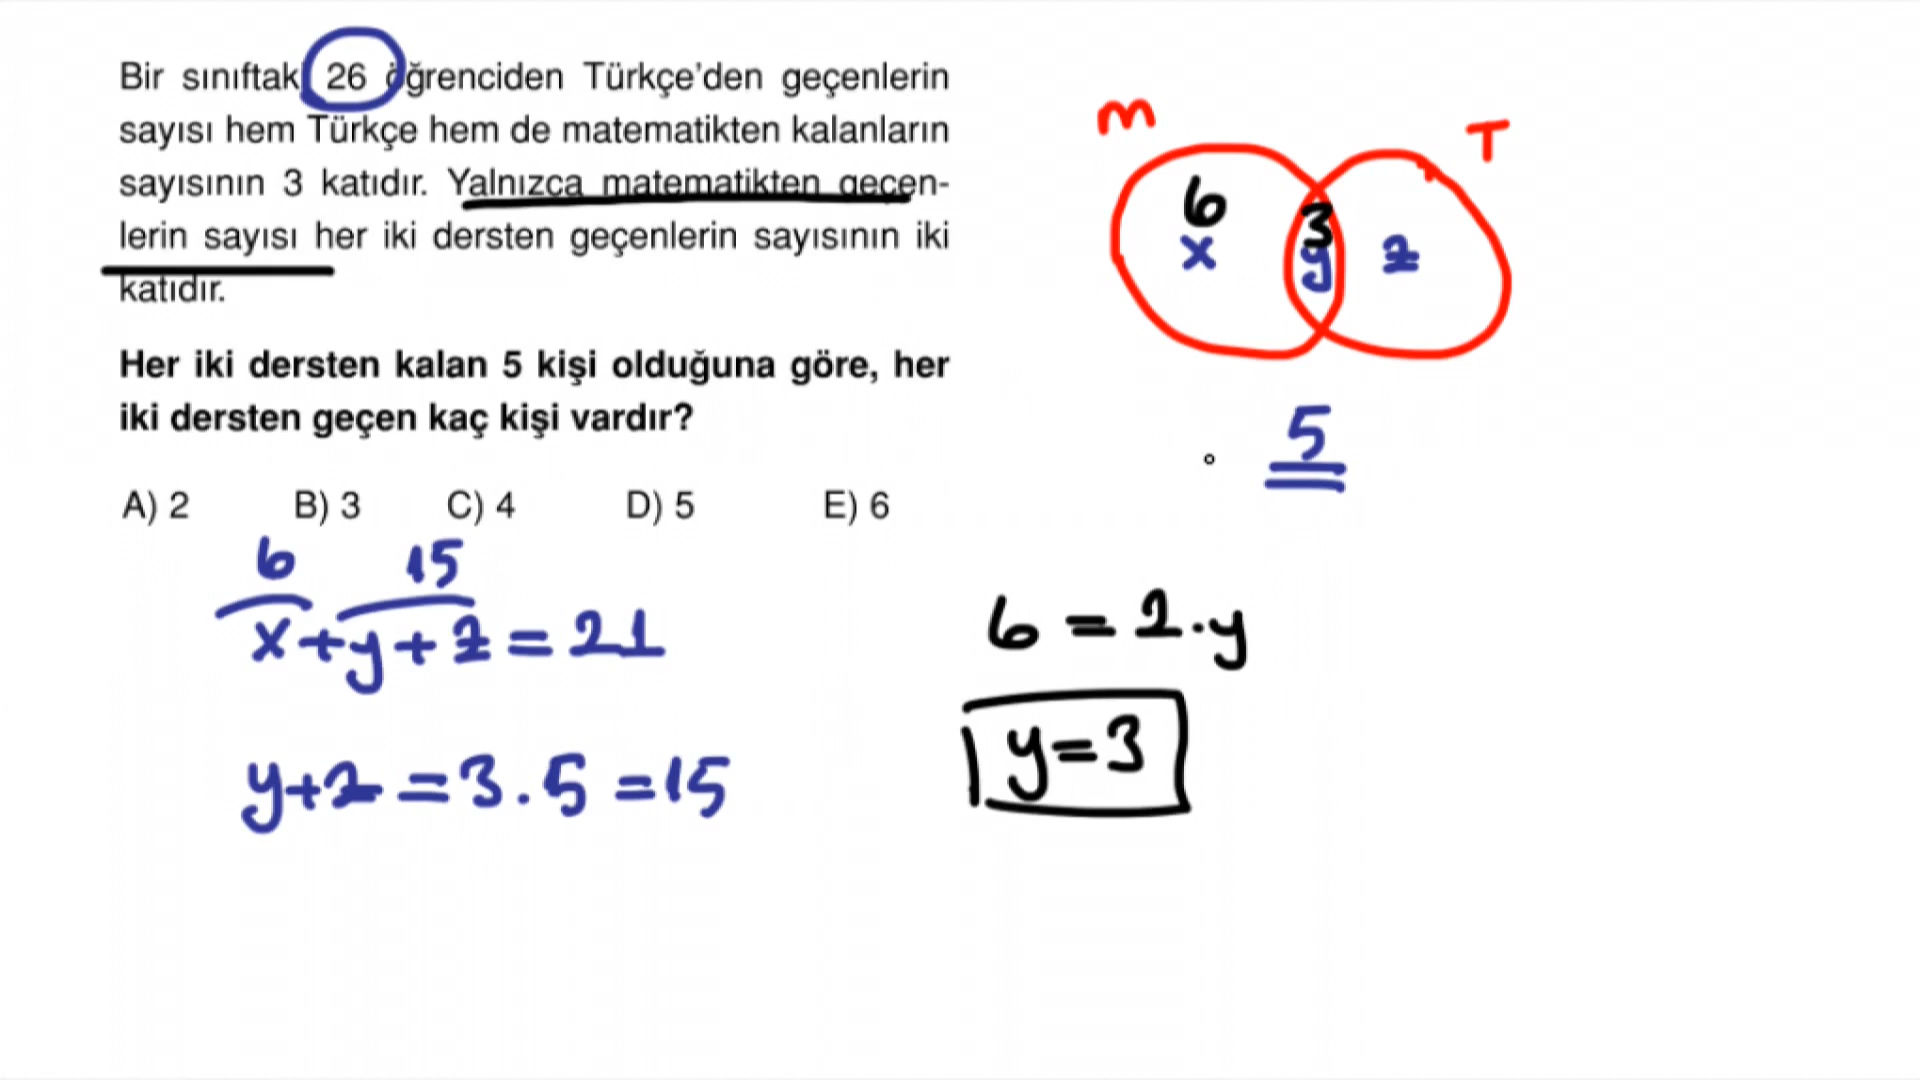 Bir sınıftak 26 öğrenciden Türkçe'den geçenlerin
sayısı hem Türkçe hem de matematikten kalanların
sayısının 3 katıdır. Yalnızca matematikten geçen-
lerin sayısı her iki dersten geçenlerin sayısının iki
katıdır.
Her iki dersten kalan 5 kişi olduğuna göre, her
iki dersten geçen kaç kişi vardır?
A) 2 B) 3 C) 4 D) 5 E) 6
6 15
x+y+z=21
y+z=3.5=15
M T
6 3
x y z
5
6=2.y
y=3